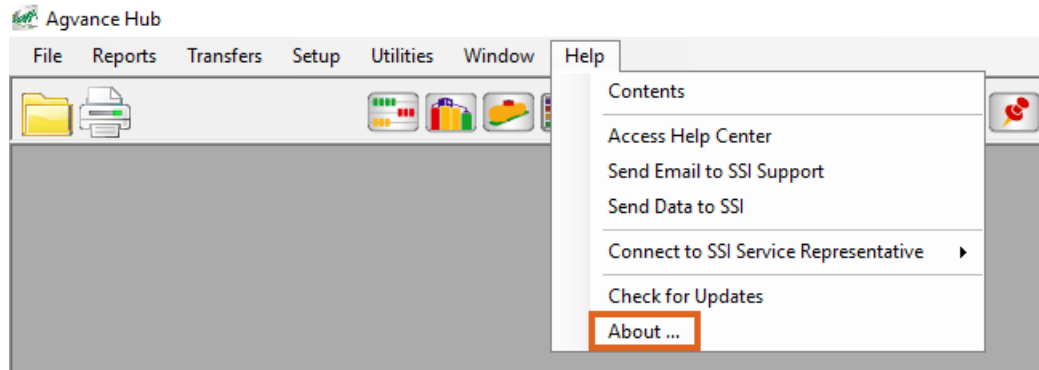 Agvance Hub
File Reports Transfers Setup Utilities Window Help
Contents
Access Help Center
Send Email to SSI Support
Send Data to SSI
Connect to SSI Service Representative
Check for Updates
About ...